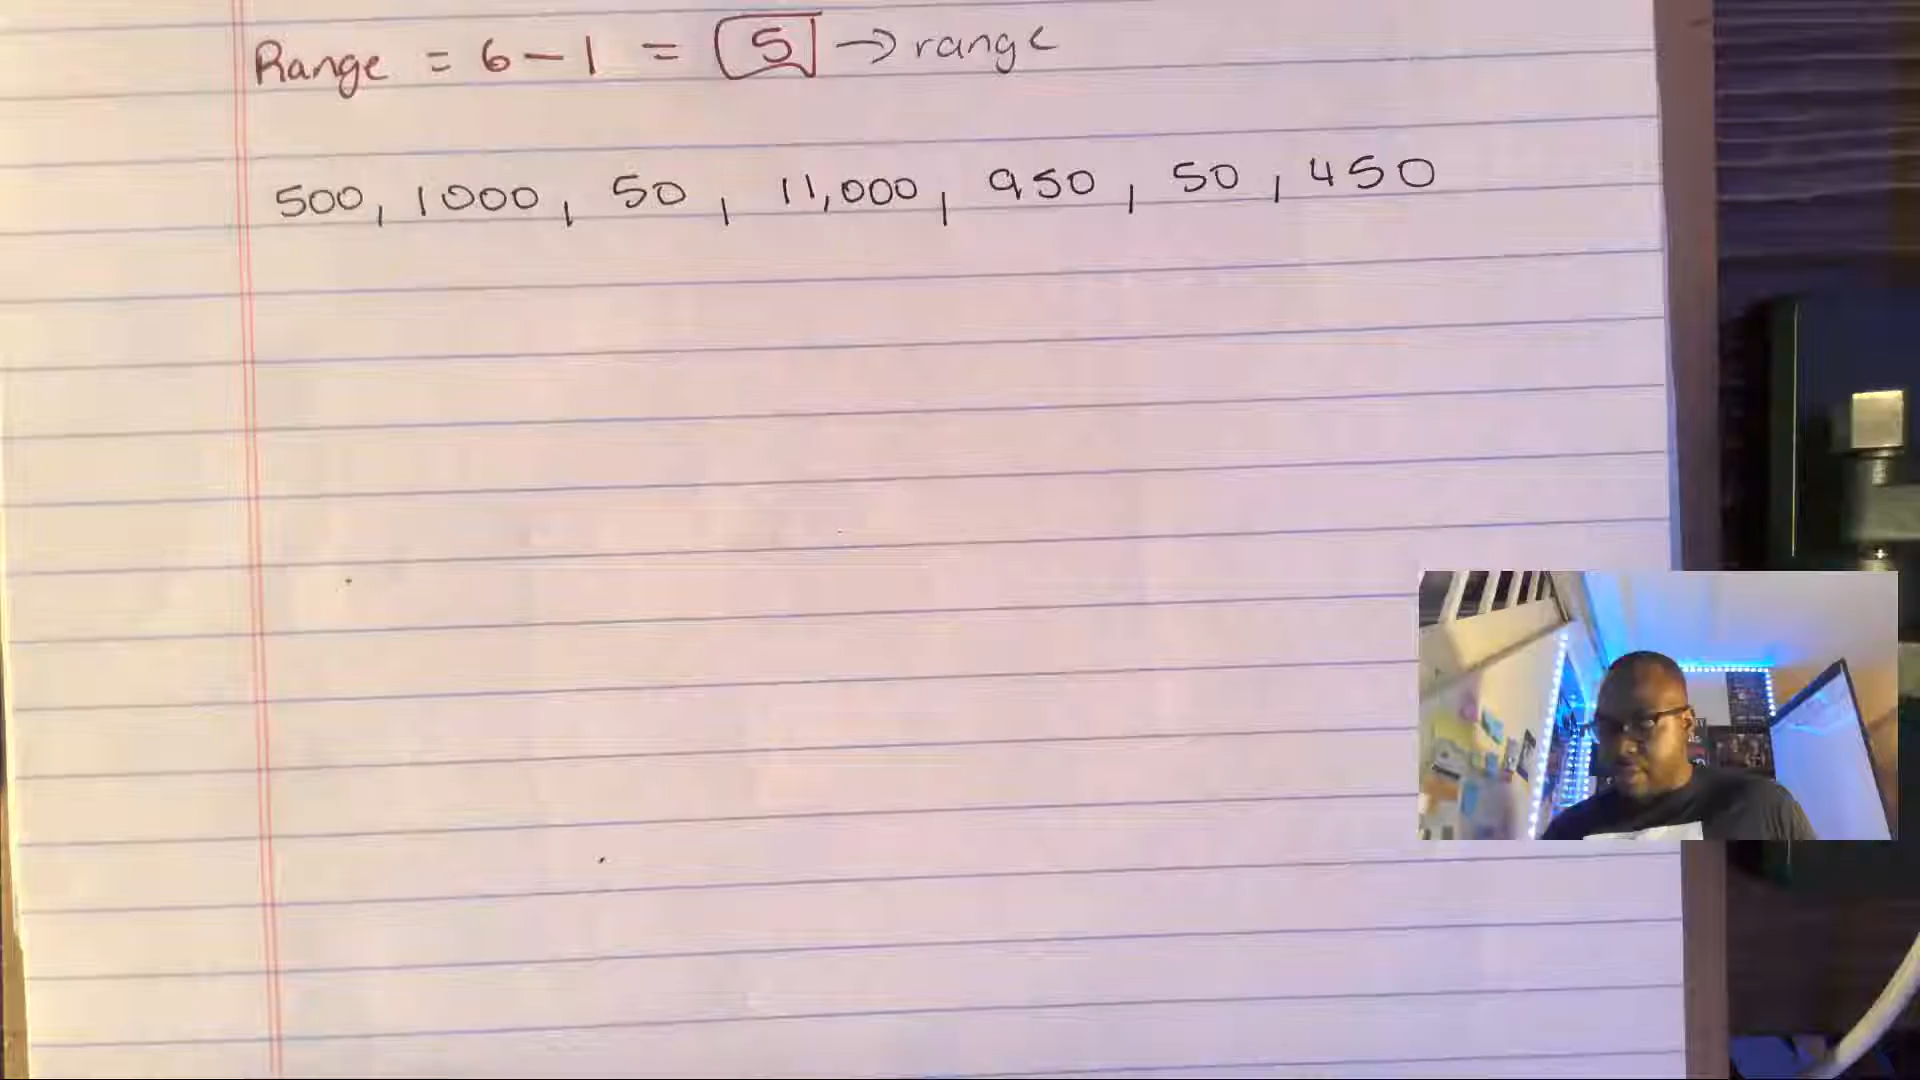 Range = 6 - 1 = 5 → range
500, 1000, 50, 11,000, 950, 50, 450